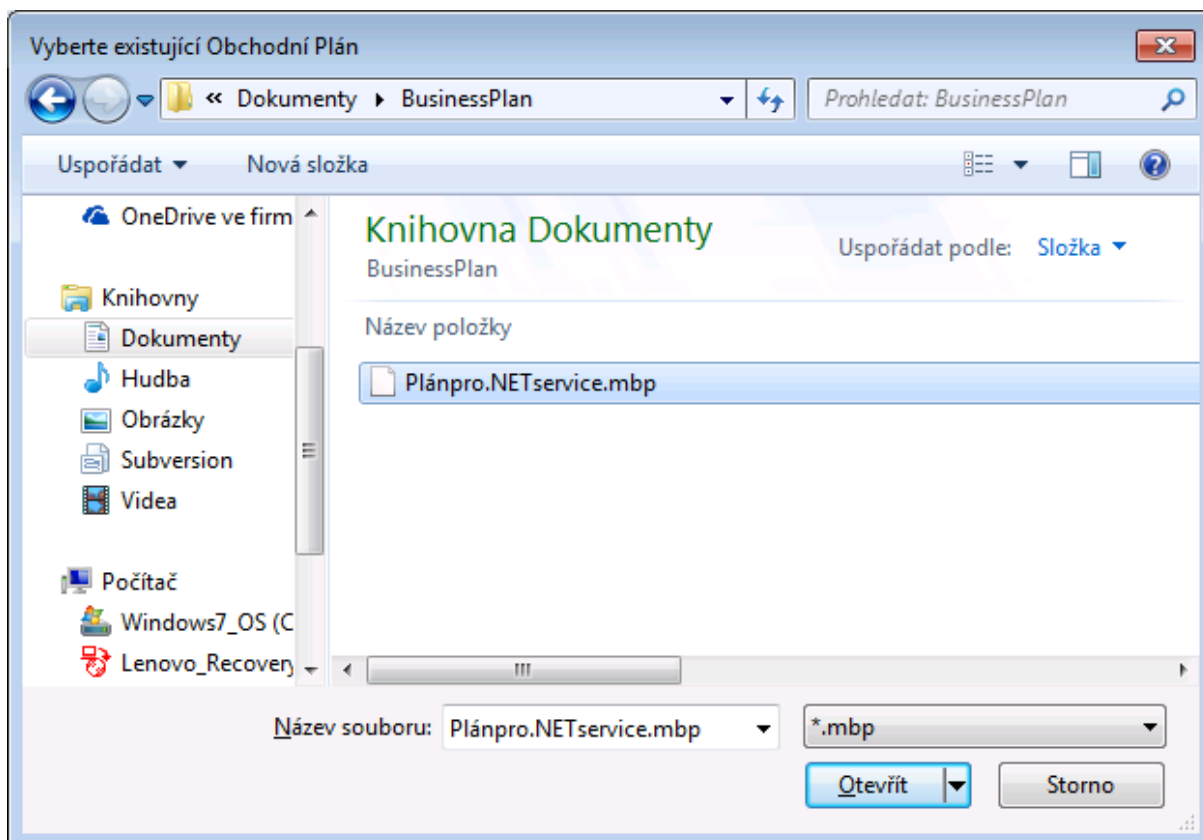 Vyberte existující Obchodní Plán
« Dokumenty ▸ BusinessPlan
Prohledat: BusinessPlan
Uspořádat
Nová složka
OneDrive ve firm
Knihovny
Dokumenty
Hudba
Obrázky
Subversion
Videa
Počítač
Windows7_OS (C
Lenovo_Recovery
Knihovna Dokumenty
BusinessPlan
Uspořádat podle: Složka
Název položky
Plánpro.NETservice.mbp
Název souboru: Plánpro.NETservice.mbp
*.mbp
Otevřít
Storno